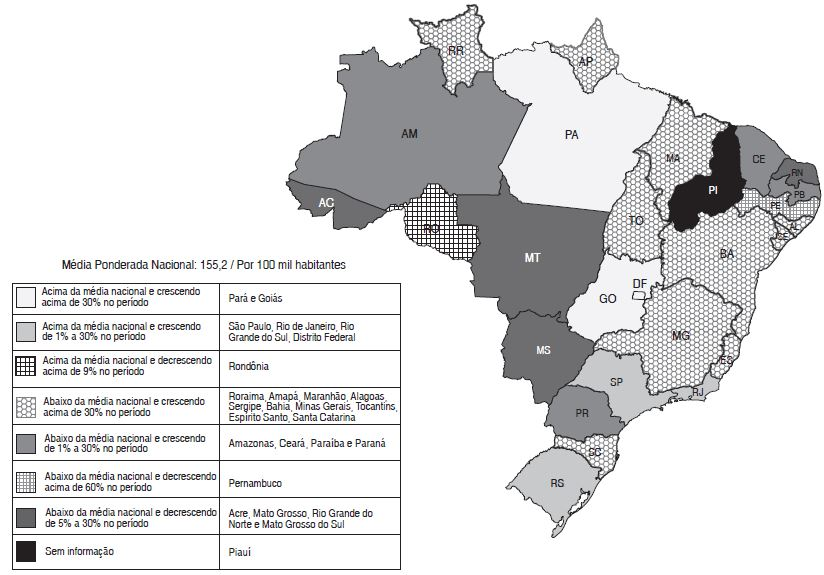 RR
AP
AM
PA
MA
CE
RN
PB
PI
PE
AL
SE
AC
RO
TO
BA
MT
DF
GO
MG
ES
MS
SP
RJ
PR
SC
RS
Média Ponderada Nacional: 155,2 / Por 100 mil habitantes
Acima da média nacional e crescendo
acima de 30% no período
Pará e Goiás
Acima da média nacional e crescendo
de 1% a 30% no período
São Paulo, Rio de Janeiro, Rio
Grande do Sul, Distrito Federal
Acima da média nacional e decrescendo
acima de 9% no período
Rondônia
Abaixo da média nacional e crescendo
acima de 30% no período
Roraima, Amapá, Maranhão, Alagoas,
Sergipe, Bahia, Minas Gerais, Tocantins,
Espírito Santo, Santa Catarina
Abaixo da média nacional e crescendo
de 1% a 30% no período
Amazonas, Ceará, Paraíba e Paraná
Abaixo da média nacional e decrescendo
acima de 60% no período
Pernambuco
Abaixo da média nacional e decrescendo
de 5% a 30% no período
Acre, Mato Grosso, Rio Grande do
Norte e Mato Grosso do Sul
Sem informação
Piauí